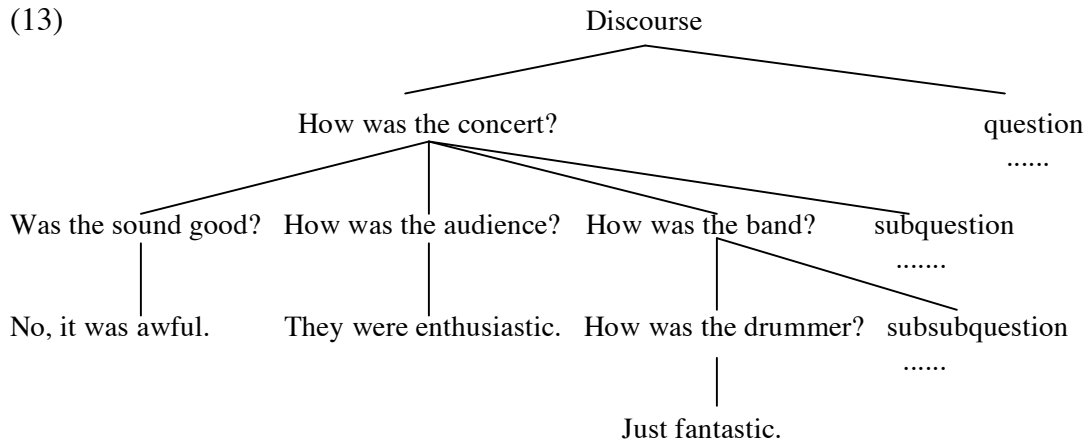 (13) Discourse
How was the concert? question
......
Was the sound good? How was the audience? How was the band? subquestion
.......
No, it was awful. They were enthusiastic. How was the drummer? subsubquestion
......
Just fantastic.